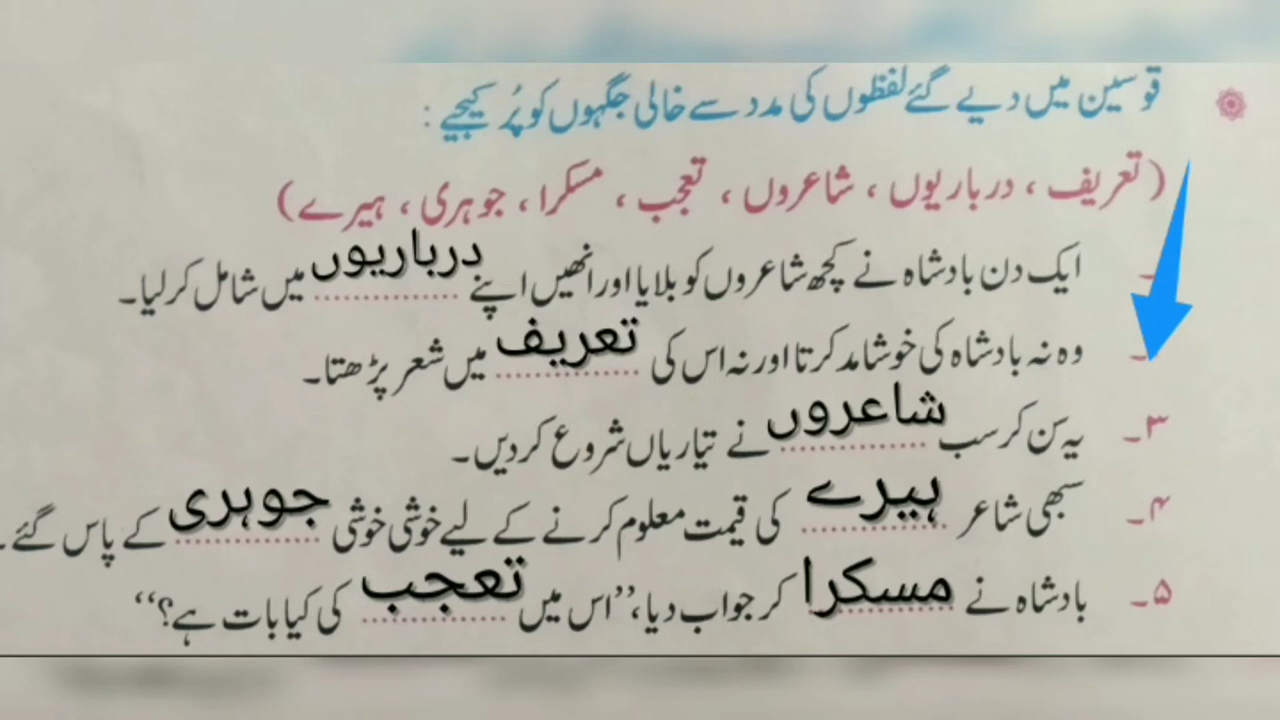 قوسین میں دیے گئے لفظوں کی مدد سے خالی جگہوں کو پُر کیجیے :
(تعریف ، درباریوں ، شاعروں ، تعجب ، مسکرا ، جوہری ، ہیرے)
ایک دن بادشاہ نے کچھ شاعروں کو بلایا اور انھیں اپنے درباریوں میں شامل کر لیا۔
وہ نہ بادشاہ کی خوشامد کرتا اور نہ اس کی تعریف میں شعر پڑھتا۔
۳۔ یہ سن کر سب شاعروں نے تیاریاں شروع کر دیں۔
۴۔ سبھی شاعر ہیرے کی قیمت معلوم کرنے کے لیے خوشی خوشی جوہری کے پاس گئے۔
۵۔ بادشاہ نے مسکرا کر جواب دیا، ”اس میں تعجب کی کیا بات ہے؟“